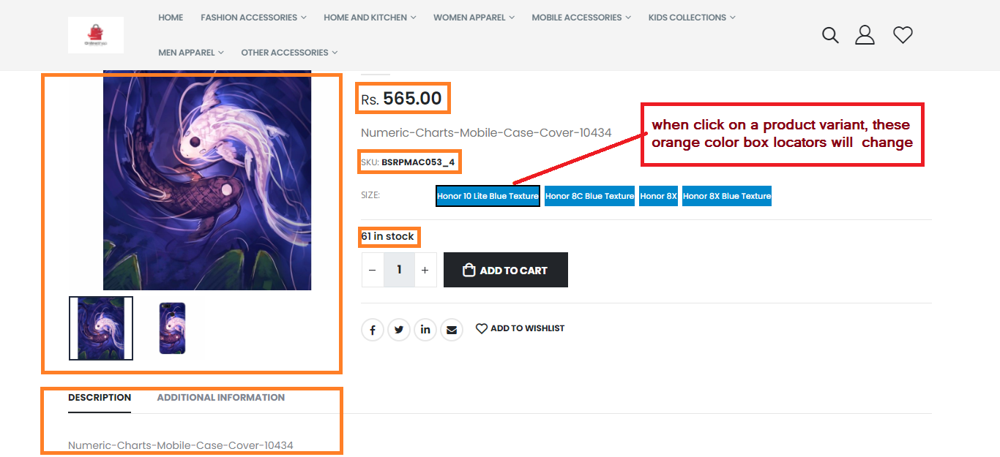 HOME FASHION ACCESSORIES HOME AND KITCHEN WOMEN APPAREL MOBILE ACCESSORIES KIDS COLLECTIONS
MEN APPAREL OTHER ACCESSORIES
Rs. 565.00
Numeric-Charts-Mobile-Case-Cover-10434
when click on a product variant, these
orange color box locators will change
SKU: BSRPMAC053_4
SIZE: Honor 10 Lite Blue Texture Honor 8C Blue Texture Honor 8X Honor 8X Blue Texture
61 in stock
− 1 + ADD TO CART
f in ADD TO WISHLIST
DESCRIPTION ADDITIONAL INFORMATION
Numeric-Charts-Mobile-Case-Cover-10434